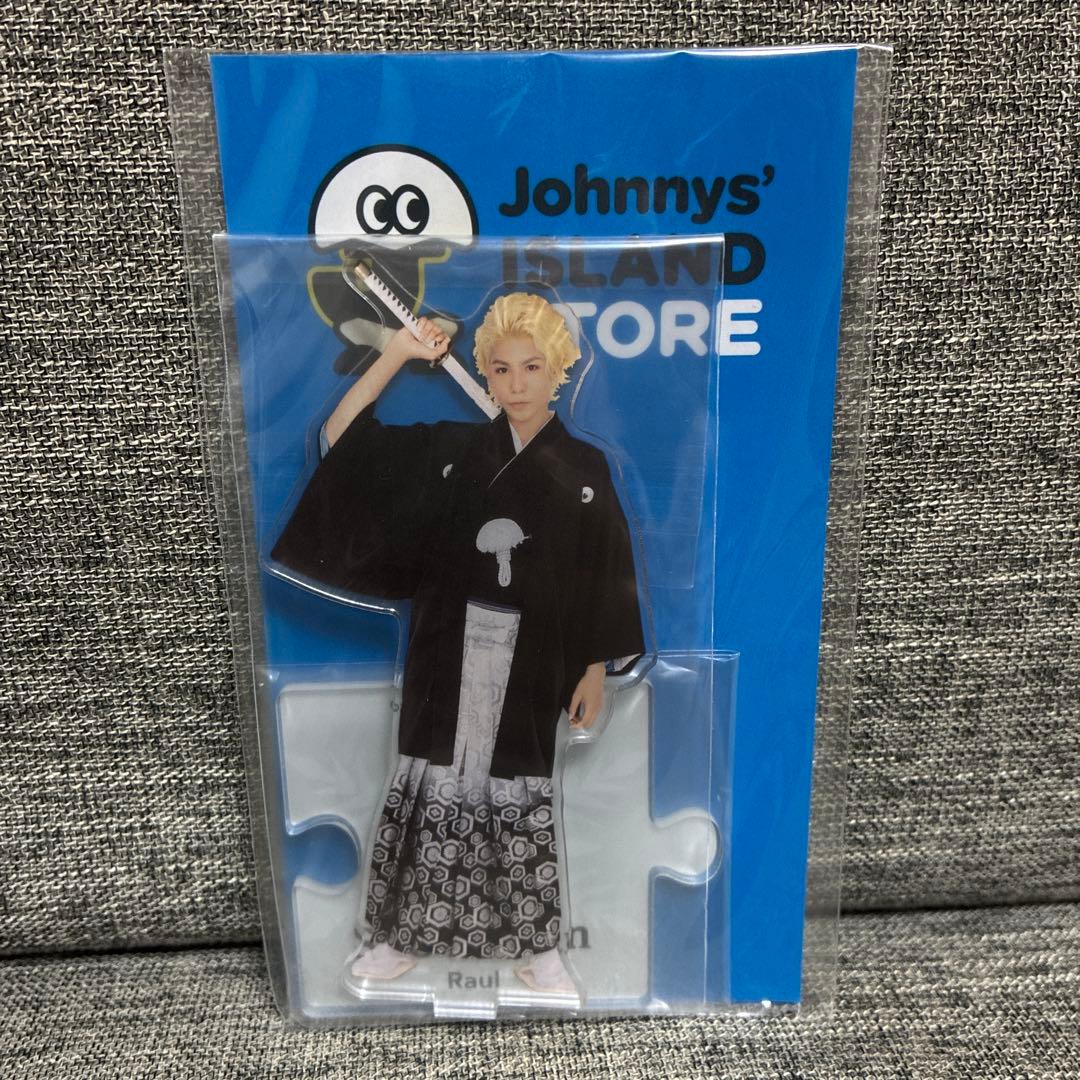 Johnnys'
ISLAND
STORE
Raul